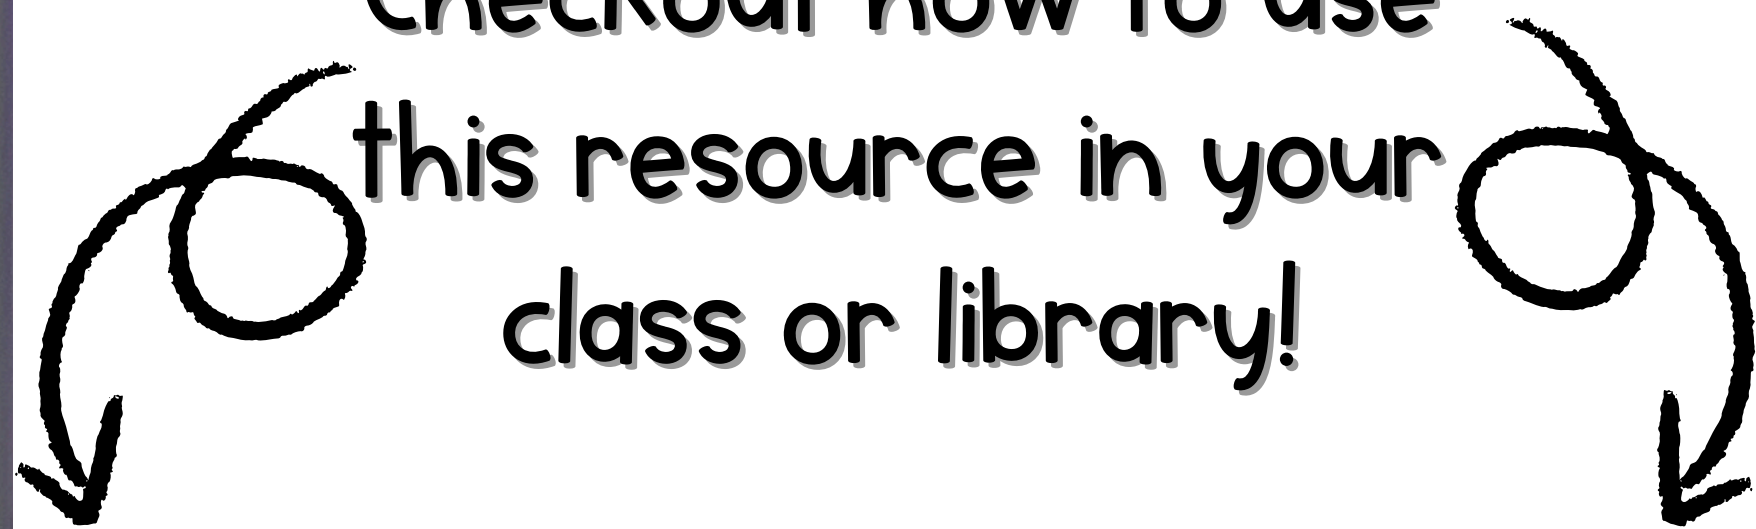 checkout how to use
this resource in your
class or library!